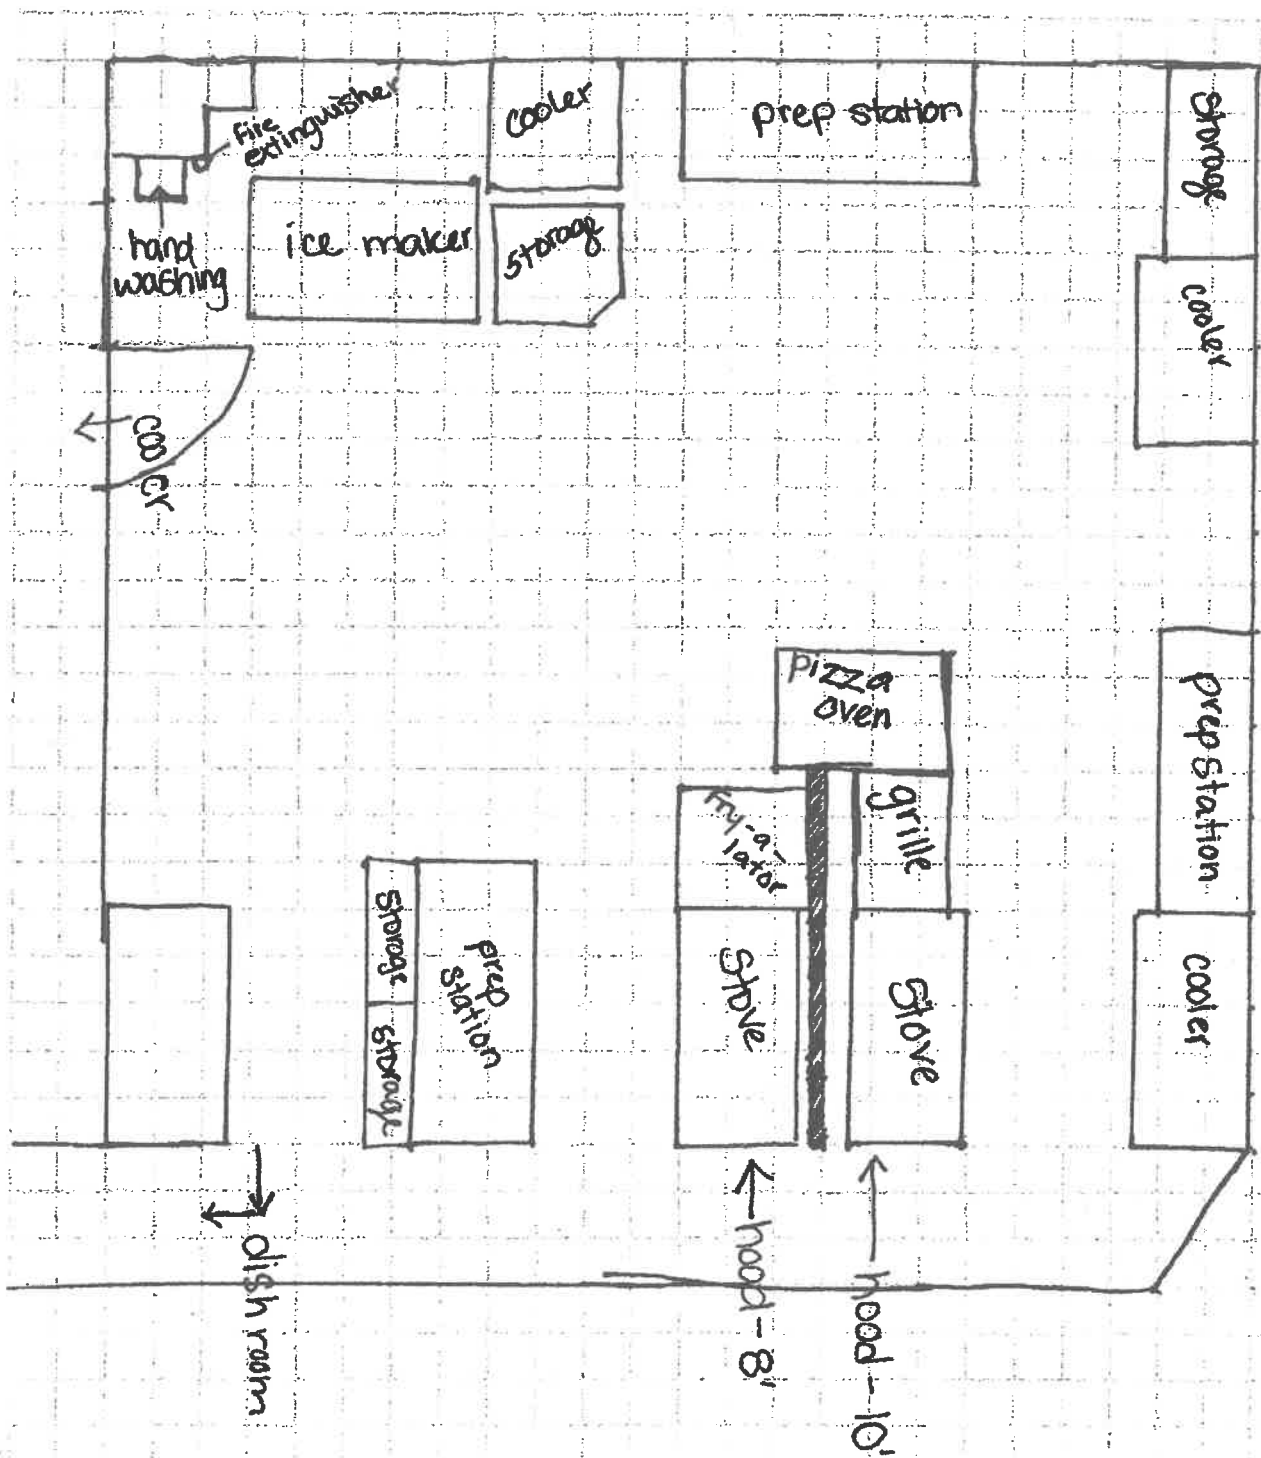 fire
extinguisher
cooler
prep station
storage
hand
washing
ice maker
storage
cooler
pizza
oven
prep station
fry-a-
lator
grille
storage
storage
prep
station
stove
stove
cooler
dish room
hood-8'
hood-10'